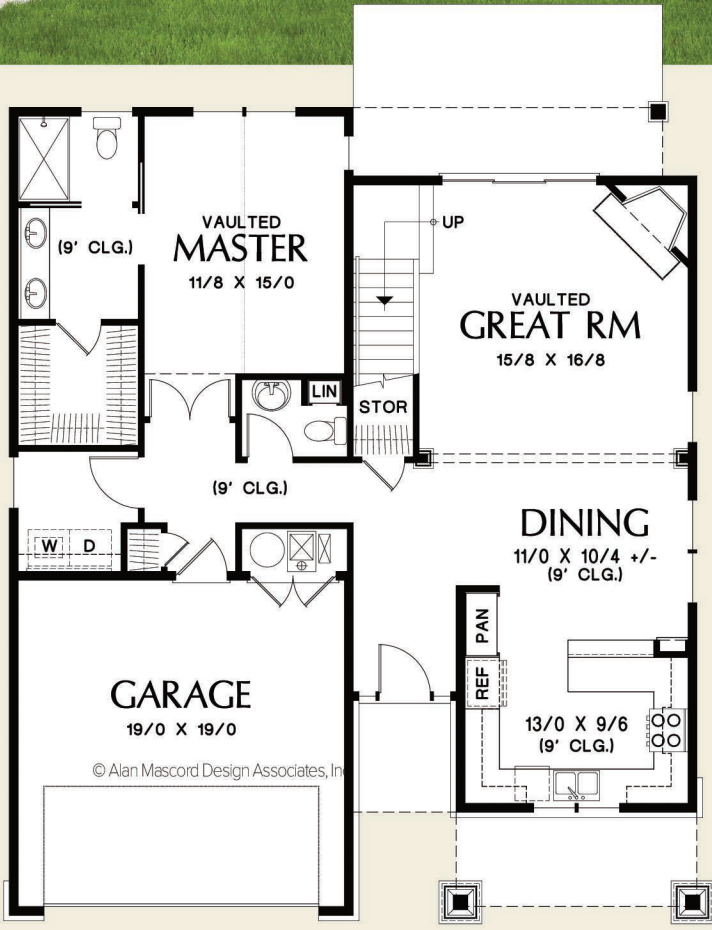 VAULTED
MASTER
11/8 X 15/0
(9' CLG.)
UP
VAULTED
GREAT RM
15/8 X 16/8
LIN
STOR
(9' CLG.)
DINING
11/0 X 10/4 +/-
(9' CLG.)
W D
PAN
REF
GARAGE
19/0 X 19/0
13/0 X 9/6
(9' CLG.)
© Alan Mascord Design Associates, In